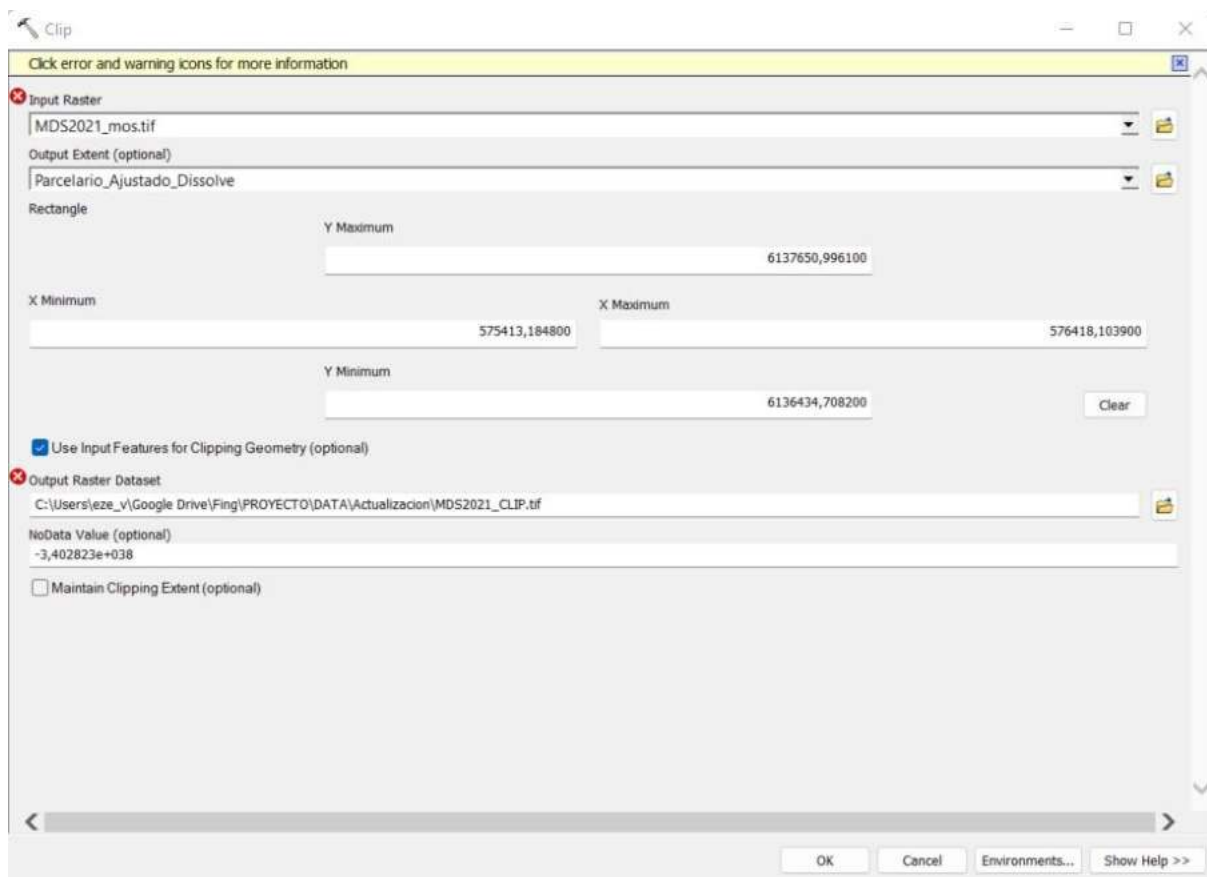 Clip
Click error and warning icons for more information
Input Raster
MDS2021_mos.tif
Output Extent (optional)
Parcelario_Ajustado_Dissolve
Rectangle
Y Maximum
6137650,996100
X Minimum
X Maximum
575413,184800
576418,103900
Y Minimum
6136434,708200
Clear
Use Input Features for Clipping Geometry (optional)
Output Raster Dataset
C:\Users\eze_v\Google Drive\Fing\PROYECTO\DATA\Actualizacion\MDS2021_CLIP.tif
NoData Value (optional)
-3,402823e+038
Maintain Clipping Extent (optional)
OK
Cancel
Environments...
Show Help >>